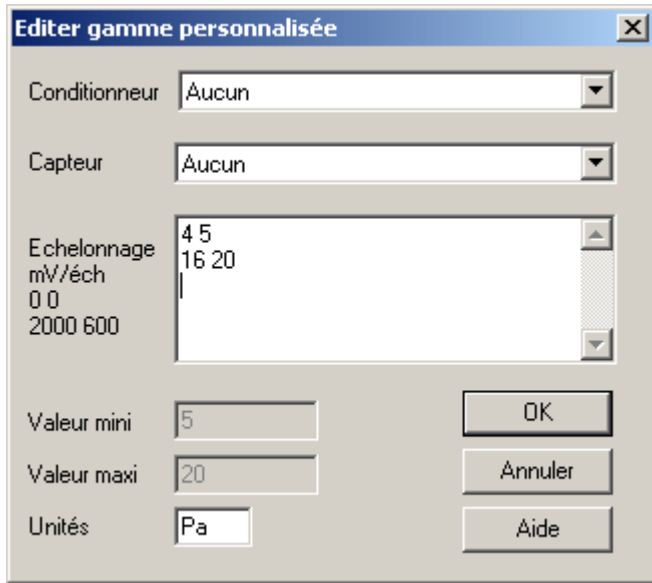 Editer gamme personnalisée
Conditionneur Aucun
Capteur Aucun
Echelonnage
mV/éch
0 0
2000 600
4 5
16 20
Valeur mini 5
OK
Valeur maxi 20
Annuler
Unités Pa
Aide